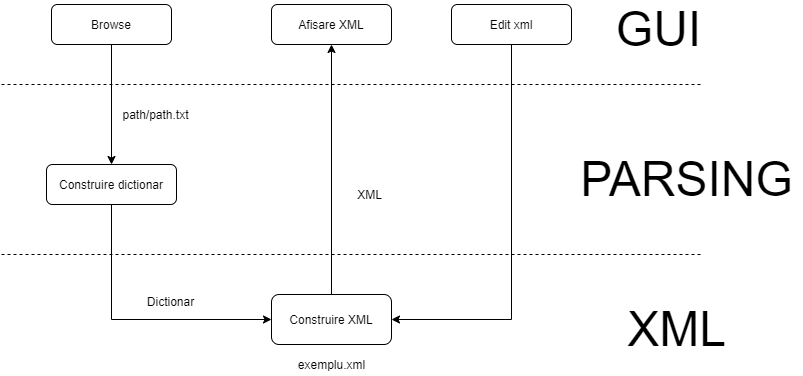 Browse
Afisare XML
Edit xml
GUI
path/path.txt
Construire dictionar
XML
PARSING
Dictionar
Construire XML
exemplu.xml
XML